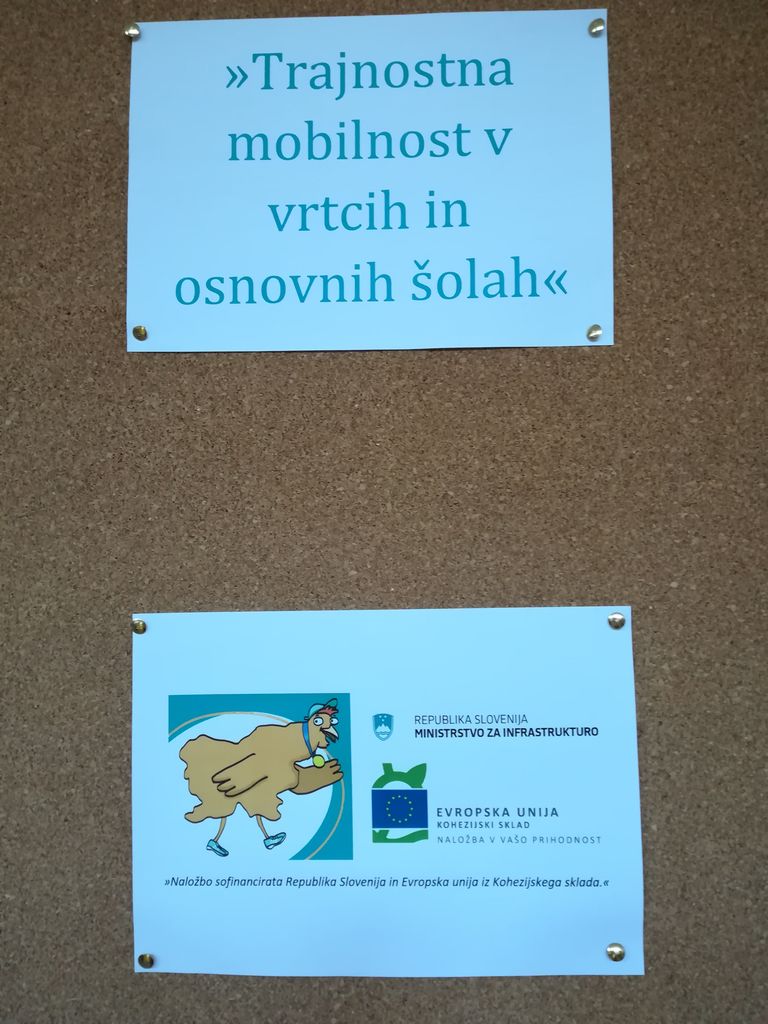 »Trajnostna
mobilnost v
vrtcih in
osnovnih šolah«
REPUBLIKA SLOVENIJA
MINISTRSTVO ZA INFRASTRUKTURO
EVROPSKA UNIJA
KOHEZIJSKI SKLAD
NALOŽBA V VAŠO PRIHODNOST
»Naložbo sofinancirata Republika Slovenija in Evropska unija iz Kohezijskega sklada.«